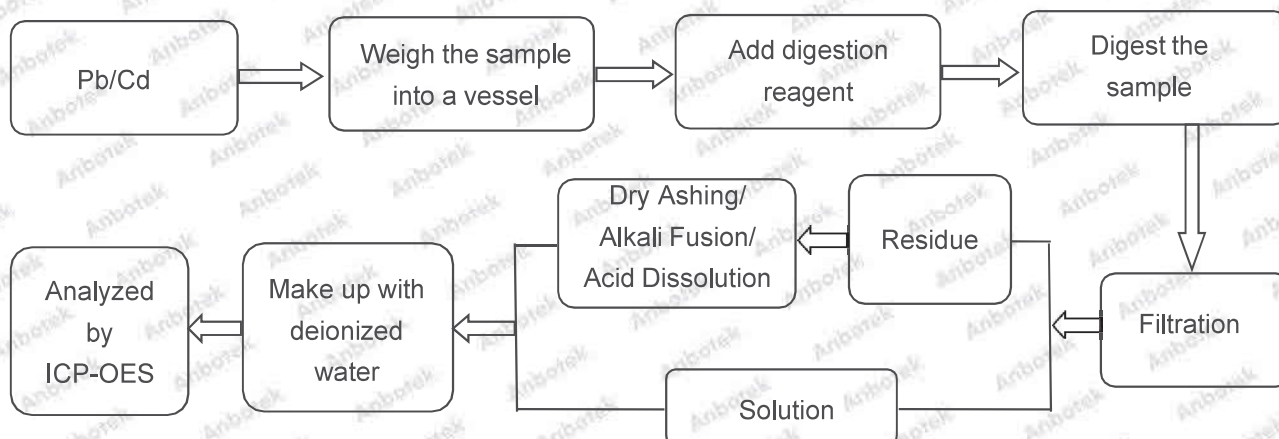 Pb/Cd
Weigh the sample
into a vessel
Add digestion
reagent
Digest the
sample
Filtration
Residue
Dry Ashing/
Alkali Fusion/
Acid Dissolution
Solution
Make up with
deionized
water
Analyzed
by
ICP-OES
Anbotek